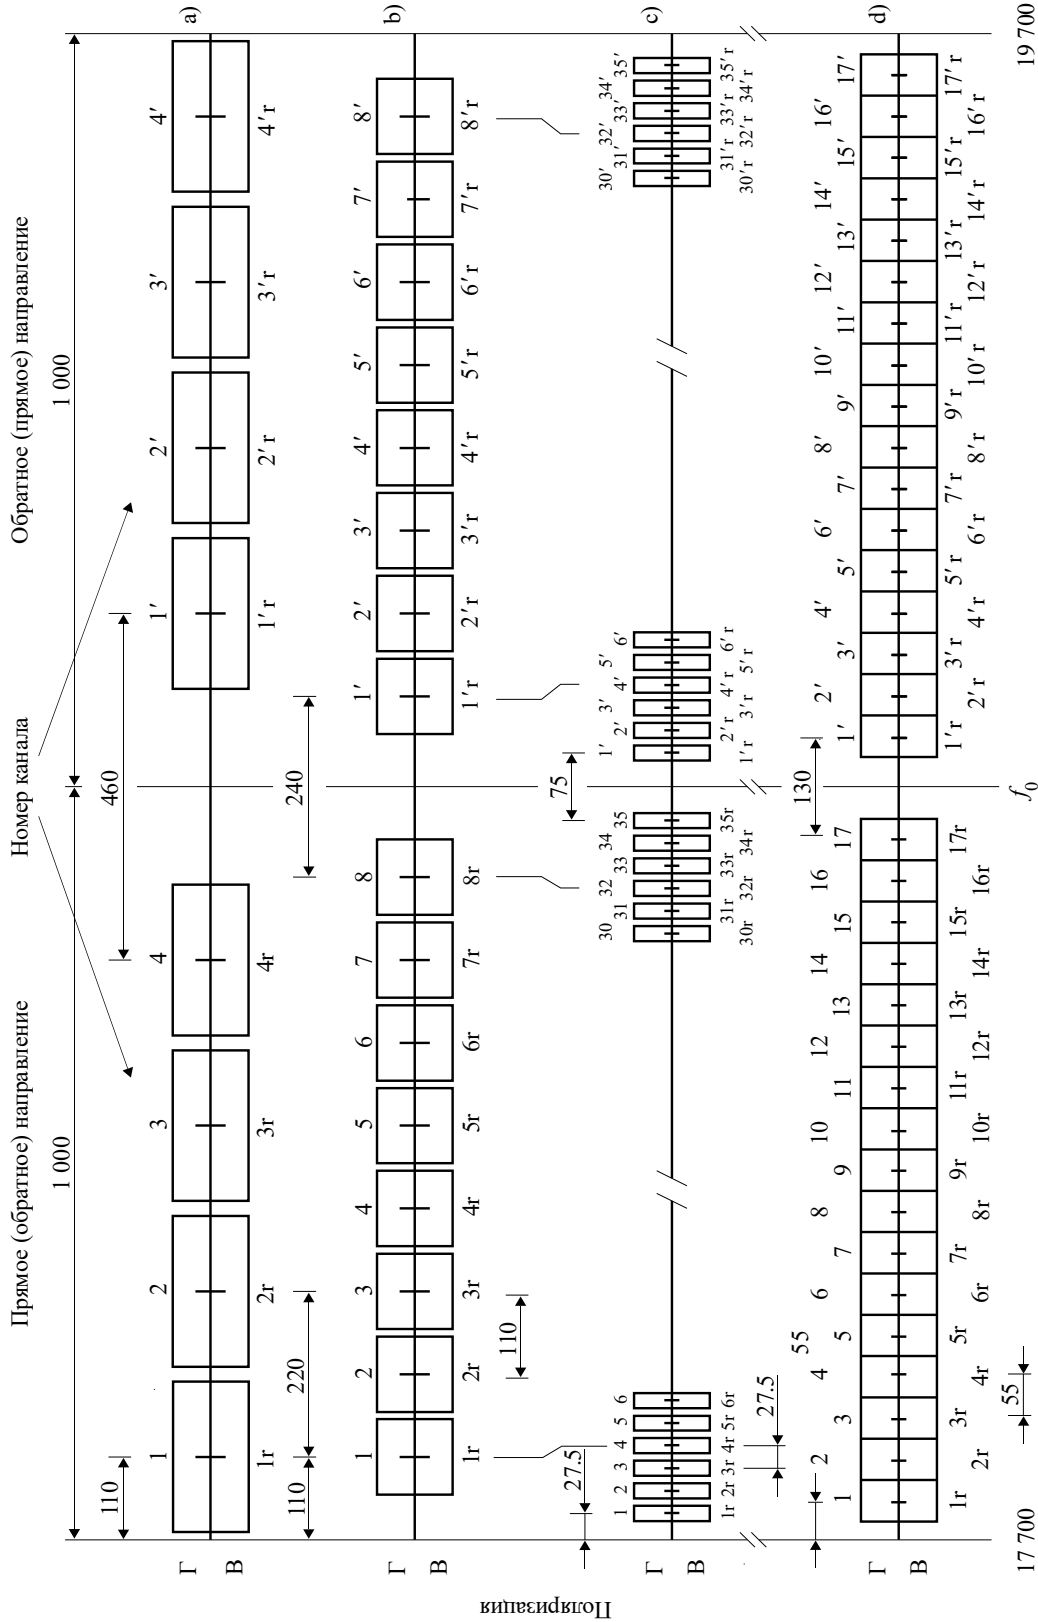 Прямое (обратное) направление Номер канала Обратное (прямое) направление
1 000 1 000
110 460
1 2 3 4 1′ 2′ 3′ 4′ a)
Г
В
1r 2r 3r 4r 1′r 2′r 3′r 4′r
110 220 240
1 2 3 4 5 6 7 8 1′ 2′ 3′ 4′ 5′ 6′ 7′ 8′ b)
Г
В
1r 2r 3r 4r 5r 6r 7r 8r 1′r 2′r 3′r 4′r 5′r 6′r 7′r 8′r
110
27.5 75
1 2 3 4 5 6 30 31 32 33 34 35 1′ 2′ 3′ 4′ 5′ 6′ 30′ 31′ 32′ 33′ 34′ 35′ c)
Г
В
1r 2r 3r 4r 5r 6r 30r 31r 32r 33r 34r 35r 1′r 2′r 3′r 4′r 5′r 6′r 30′r 31′r 32′r 33′r 34′r 35′r
27.5
55 130
1 2 3 4 5 6 7 8 9 10 11 12 13 14 15 16 17 1′ 2′ 3′ 4′ 5′ 6′ 7′ 8′ 9′ 10′ 11′ 12′ 13′ 14′ 15′ 16′ 17′ d)
Г
В
1r 2r 3r 4r 5r 6r 7r 8r 9r 10r 11r 12r 13r 14r 15r 16r 17r 1′r 2′r 3′r 4′r 5′r 6′r 7′r 8′r 9′r 10′r 11′r 12′r 13′r 14′r 15′r 16′r 17′r
55
17 700 f0 19 700
Поляризация